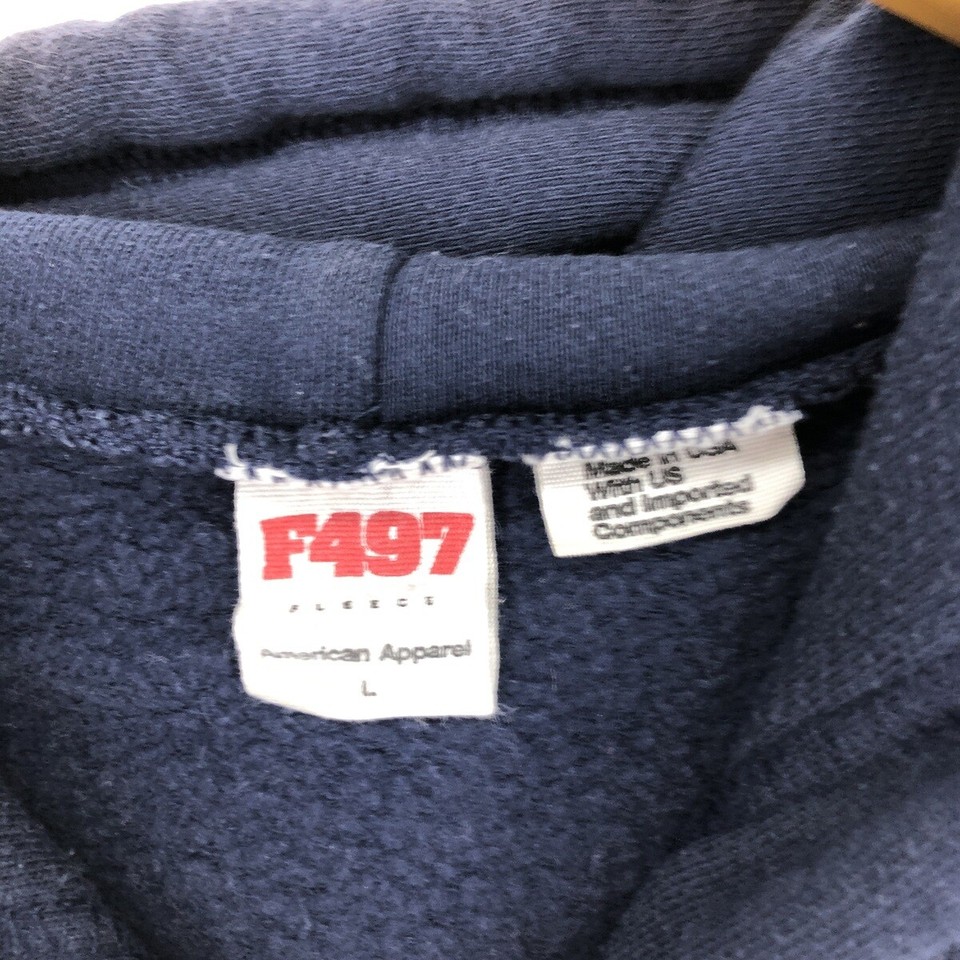 F497
FLEECE
American Apparel
L
Made in USA
With US
and Imported
Components